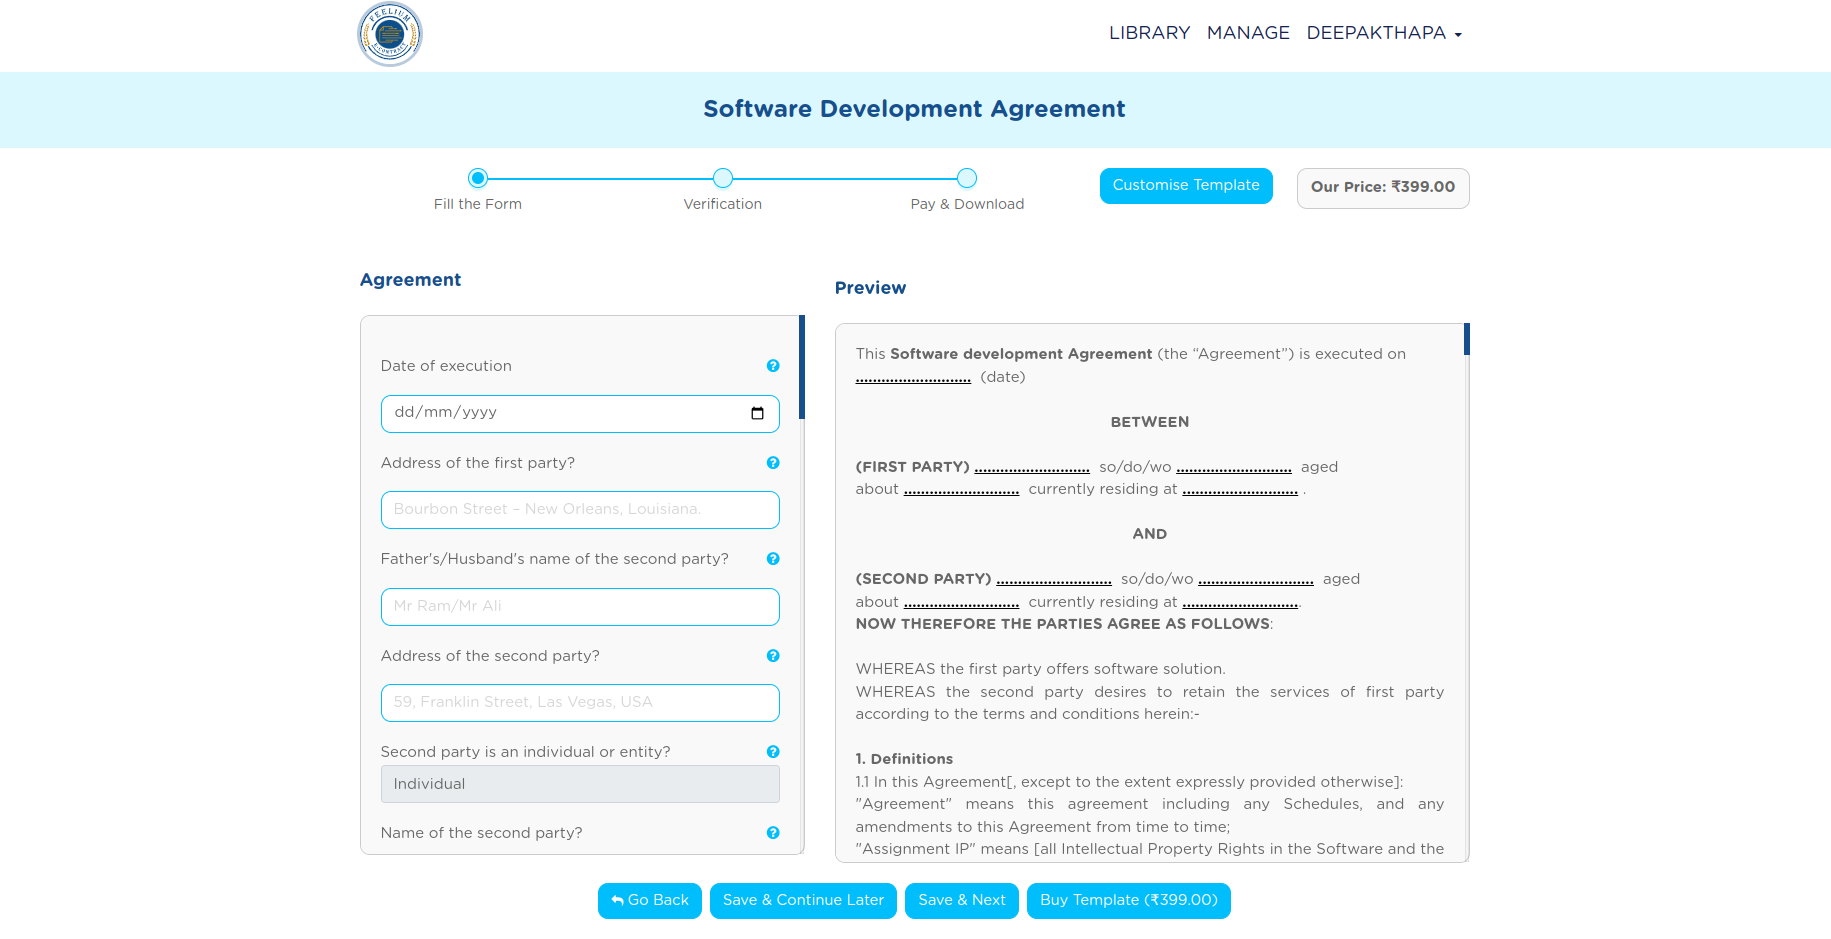 FEELIUM
E-CONTRACT
LIBRARY MANAGE DEEPAKTHAPA
Software Development Agreement
Fill the Form
Verification
Pay & Download
Customise Template
Our Price: ₹399.00
Agreement
Date of execution
dd/mm/yyyy
Address of the first party?
Bourbon Street – New Orleans, Louisiana.
Father's/Husband's name of the second party?
Mr Ram/Mr Ali
Address of the second party?
59, Franklin Street, Las Vegas, USA
Second party is an individual or entity?
Individual
Name of the second party?
Preview
This Software development Agreement (the “Agreement”) is executed on
........................... (date)
BETWEEN
(FIRST PARTY) ........................... so/do/wo ........................... aged
about ........................... currently residing at ........................... .
AND
(SECOND PARTY) ........................... so/do/wo ........................... aged
about ........................... currently residing at ...........................
NOW THEREFORE THE PARTIES AGREE AS FOLLOWS:
WHEREAS the first party offers software solution.
WHEREAS the second party desires to retain the services of first party
according to the terms and conditions herein:-
1. Definitions
1.1 In this Agreement[, except to the extent expressly provided otherwise]:
"Agreement" means this agreement including any Schedules, and any
amendments to this Agreement from time to time;
"Assignment IP" means [all Intellectual Property Rights in the Software and the
Go Back
Save & Continue Later
Save & Next
Buy Template (₹399.00)